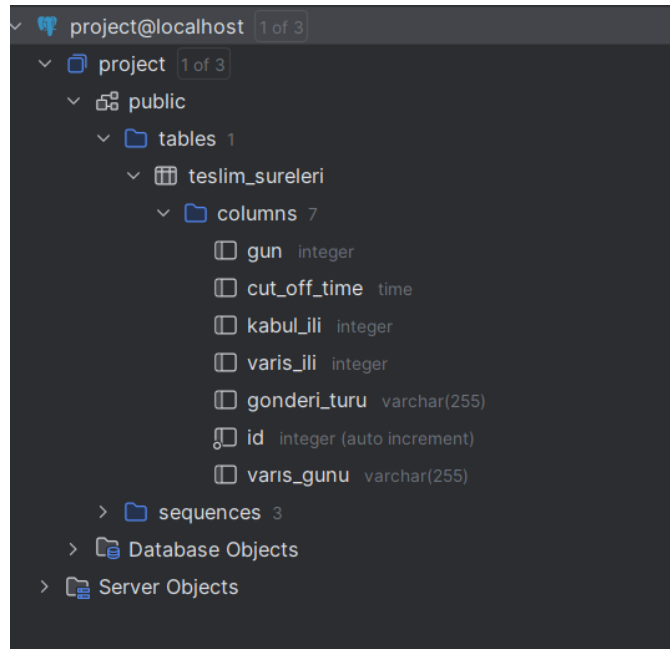 project@localhost 1 of 3
project 1 of 3
public
tables 1
teslim_sureleri
columns 7
gun integer
cut_off_time time
kabul_ili integer
varis_ili integer
gonderi_turu varchar(255)
id integer (auto increment)
varıs_gunu varchar(255)
sequences 3
Database Objects
Server Objects